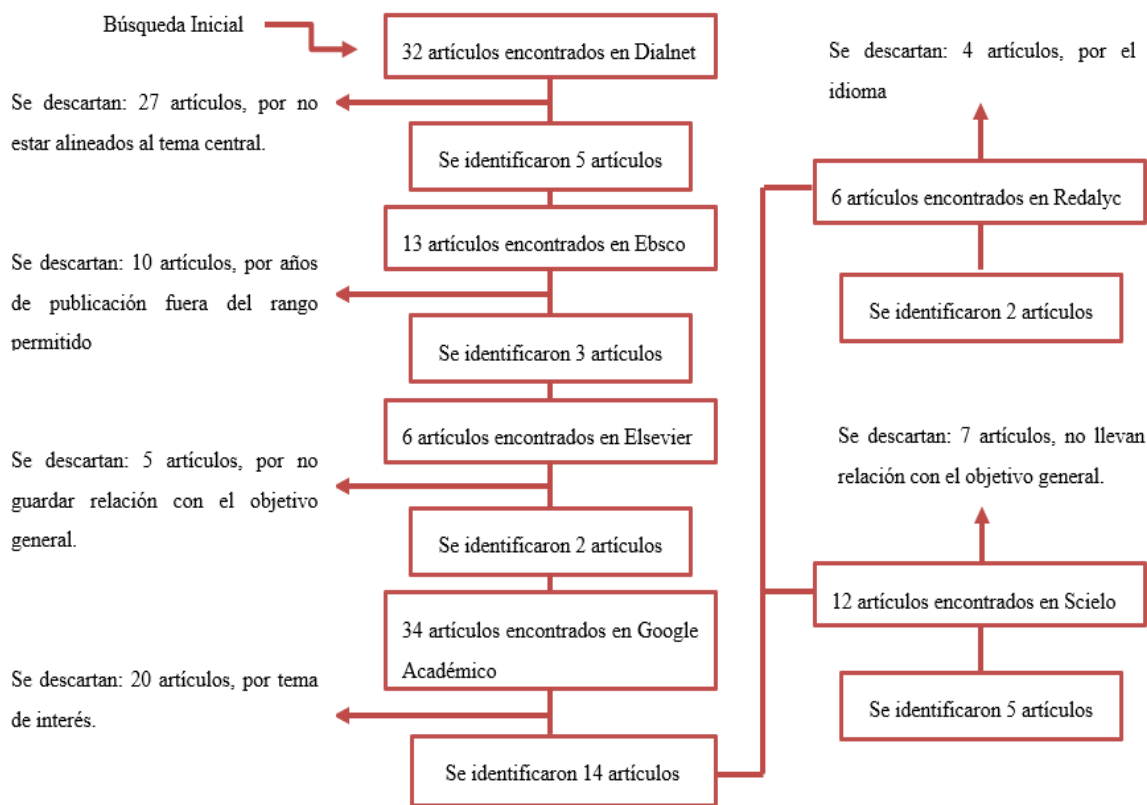 Búsqueda Inicial
32 artículos encontrados en Dialnet
Se descartan: 27 artículos, por no
estar alineados al tema central.
Se identificaron 5 artículos
13 artículos encontrados en Ebsco
Se descartan: 10 artículos, por años
de publicación fuera del rango
permitido
Se identificaron 3 artículos
6 artículos encontrados en Elsevier
Se descartan: 5 artículos, por no
guardar relación con el objetivo
general.
Se identificaron 2 artículos
34 artículos encontrados en Google
Académico
Se descartan: 20 artículos, por tema
de interés.
Se identificaron 14 artículos
Se descartan: 4 artículos, por el
idioma
6 artículos encontrados en Redalyc
Se identificaron 2 artículos
Se descartan: 7 artículos, no llevan
relación con el objetivo general.
12 artículos encontrados en Scielo
Se identificaron 5 artículos